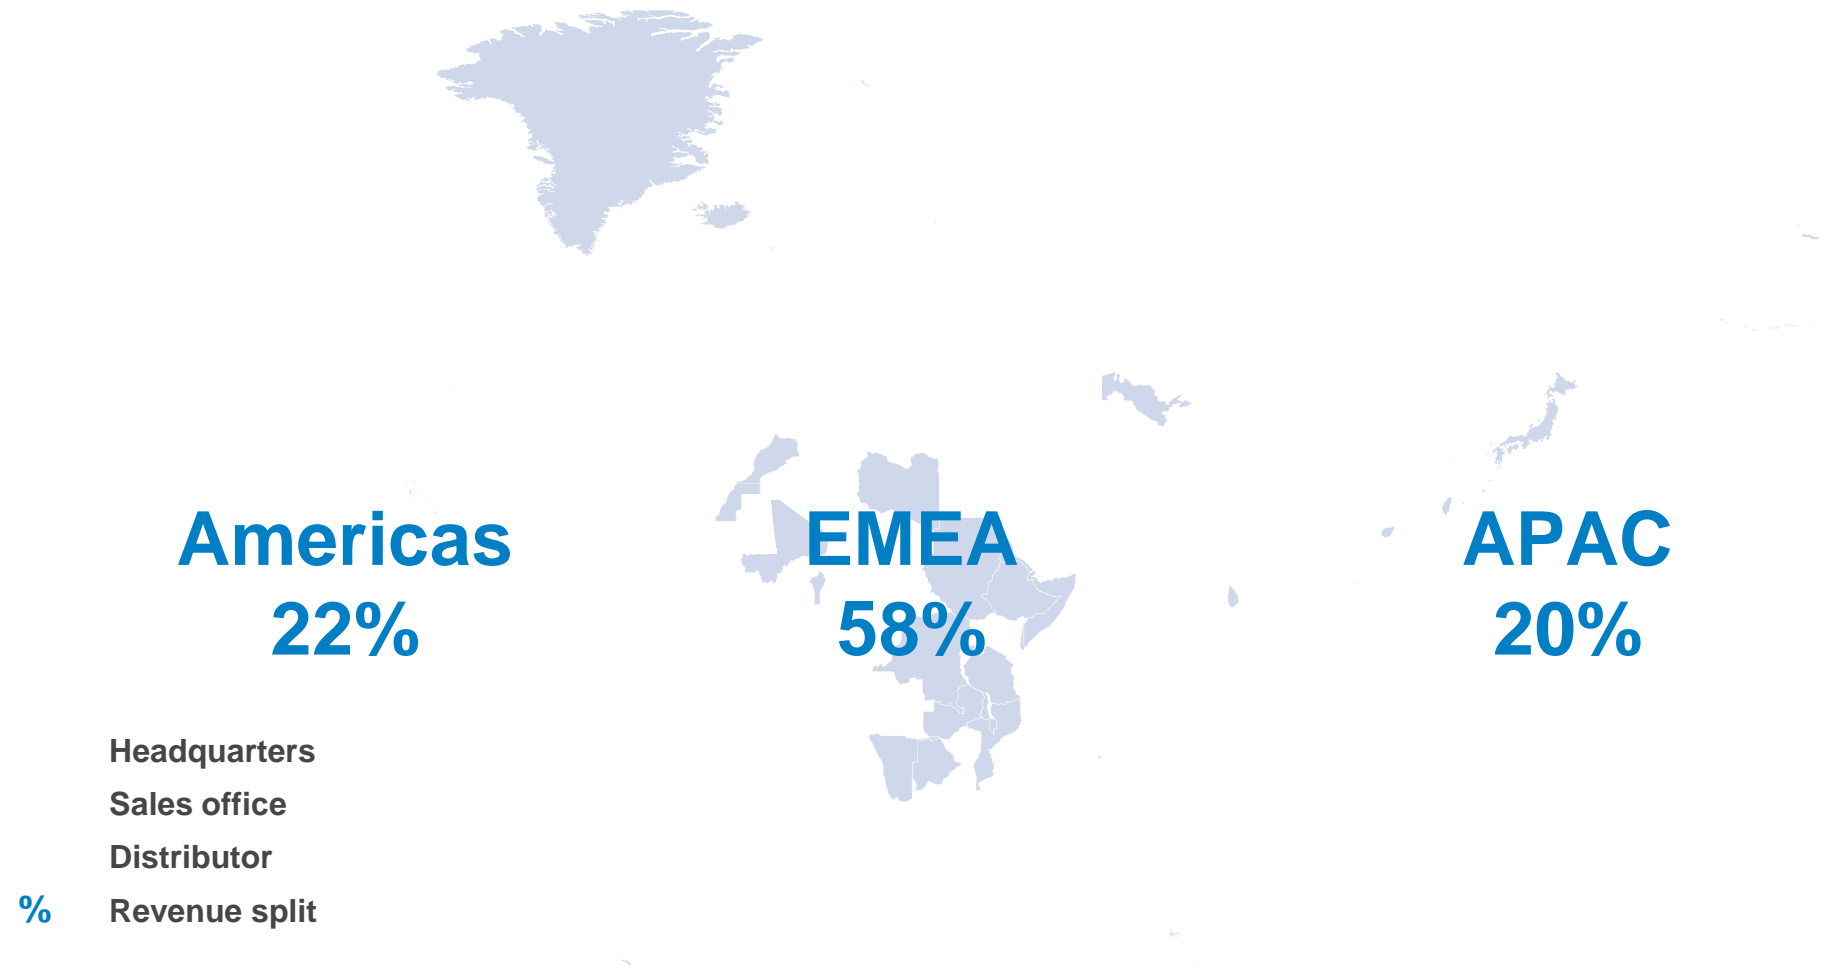 Americas
22%
EMEA
58%
APAC
20%
Headquarters
Sales office
Distributor
% Revenue split